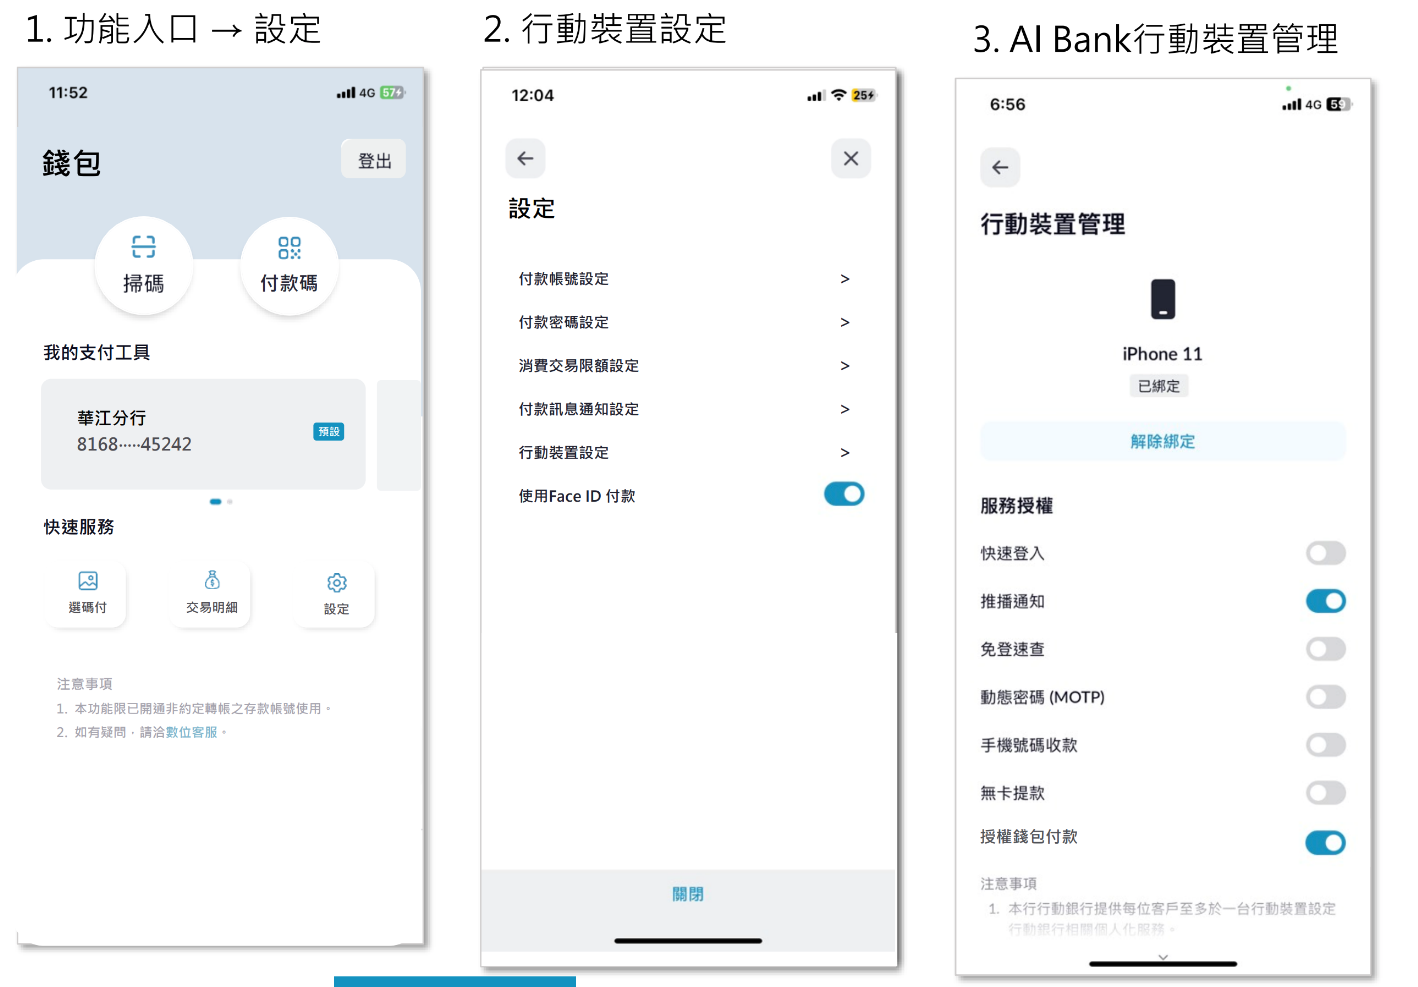 1. 功能入口 → 設定
11:52
4G 57
錢包
登出
掃碼
付款碼
我的支付工具
華江分行
8168·····45242
預設
快速服務
選碼付
交易明細
設定
注意事項
1. 本功能限已開通非約定轉帳之存款帳號使用。
2. 如有疑問，請洽數位客服。
2. 行動裝置設定
12:04
25
設定
付款帳號設定 >
付款密碼設定 >
消費交易限額設定 >
付款訊息通知設定 >
行動裝置設定 >
使用Face ID 付款
關閉
3. AI Bank行動裝置管理
6:56
4G 59
行動裝置管理
iPhone 11
已綁定
解除綁定
服務授權
快速登入
推播通知
免登速查
動態密碼 (MOTP)
手機號碼收款
無卡提款
授權錢包付款
注意事項
1. 本行行動銀行提供每位客戶至多於一台行動裝置設定
行動銀行相關個人化服務。